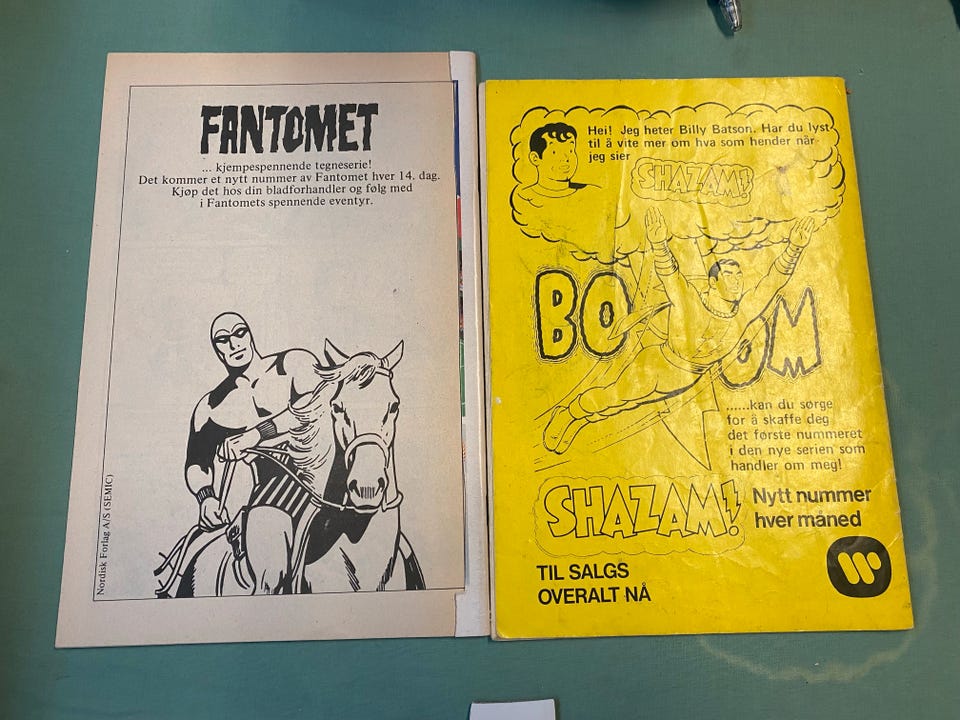 FANTOMET
... kjempespennende tegneserie!
Det kommer et nytt nummer av Fantomet hver 14. dag.
Kjøp det hos din bladforhandler og følg med
i Fantomets spennende eventyr.
Nordisk Forlag A/S (SEMIC)
Hei! Jeg heter Billy Batson. Har du lyst
til å vite mer om hva som hender når
jeg sier
SHAZAM!
BOOM
......kan du sørge
for å skaffe deg
det første nummeret
i den nye serien som
handler om meg!
SHAZAM!
Nytt nummer
hver måned
TIL SALGS
OVERALT NÅ